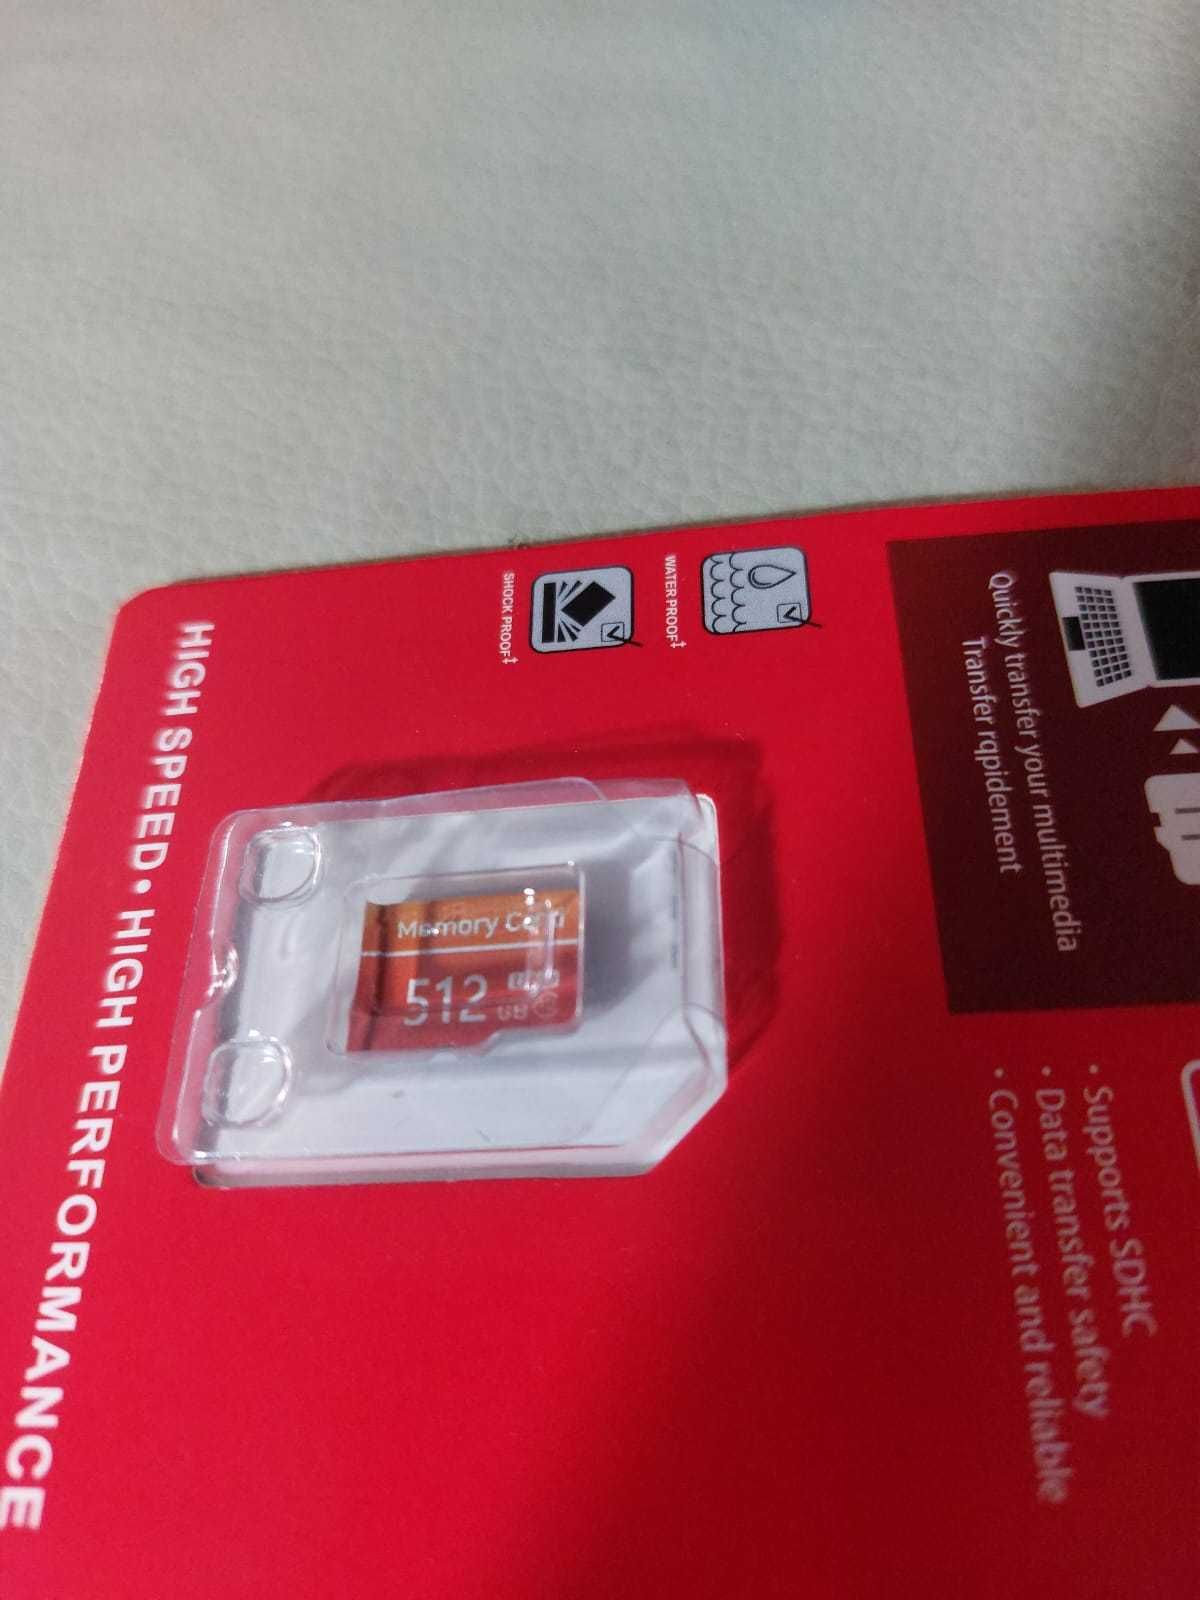 HIGH SPEED • HIGH PERFORMANCE
SHOCK PROOF‡
WATER PROOF‡
Quickly transfer your multimedia
Transfer rqpidement
Memory Card
512 GB
• Supports SDHC
• Data transfer safety
• Convenient and reliable